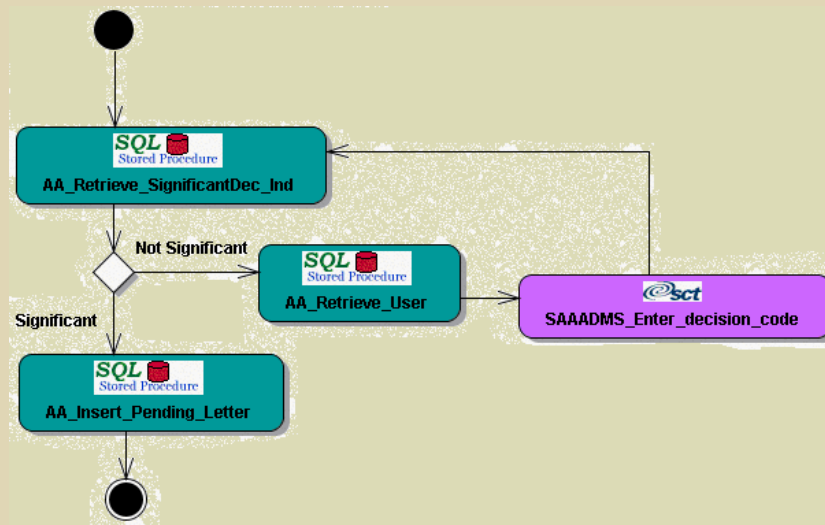 SQL
Stored Procedure
AA_Retrieve_SignificantDec_Ind
Not Significant
SQL
Stored Procedure
AA_Retrieve_User
sct
SAAADMS_Enter_decision_code
Significant
SQL
Stored Procedure
AA_Insert_Pending_Letter